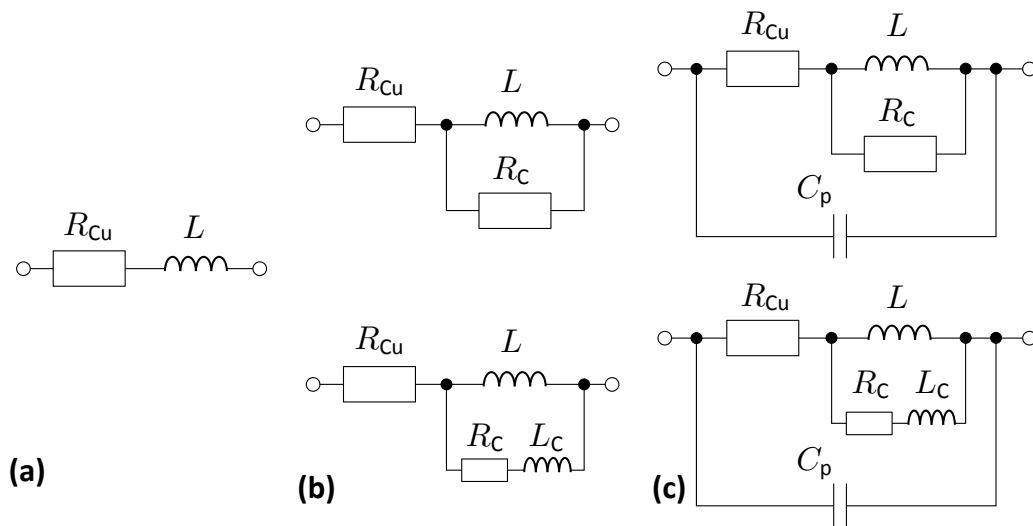 R_Cu L
(a)
R_Cu L
R_C
R_Cu L
R_C L_C
(b)
R_Cu L
R_C
C_p
R_Cu L
R_C L_C
C_p
(c)